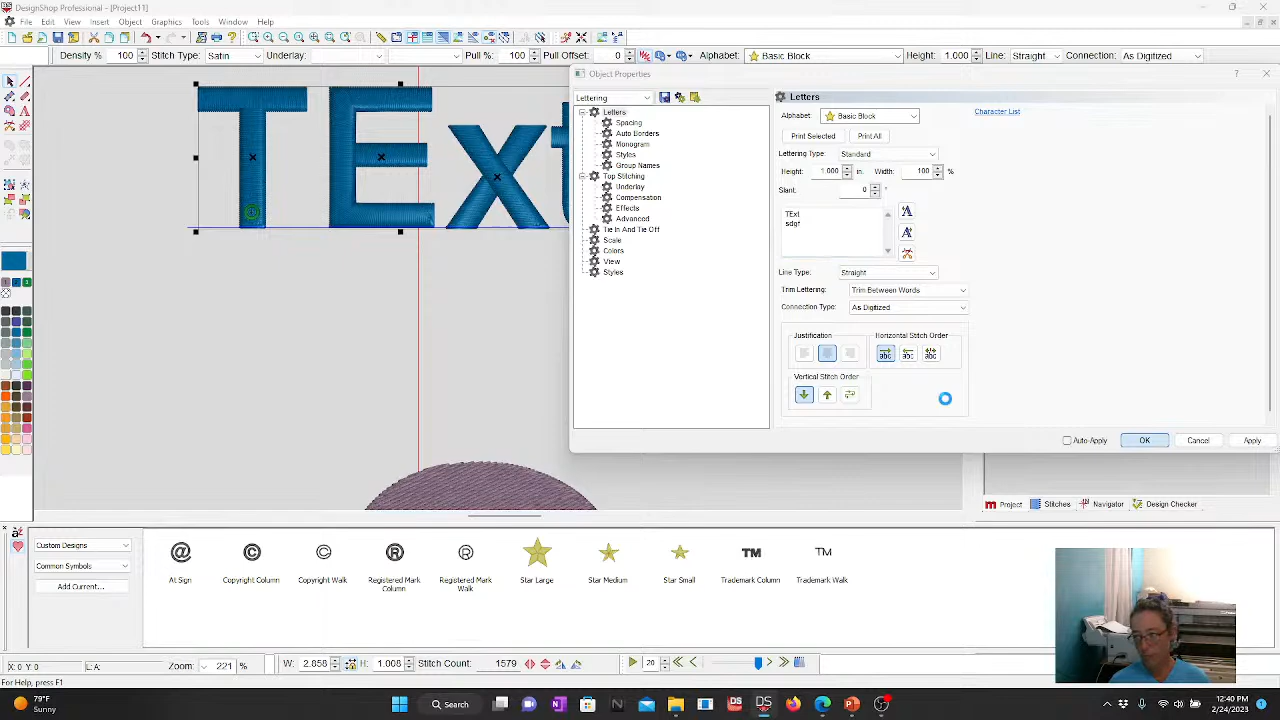 DesignShop Professional - [Project11]
File Edit View Insert Object Graphics Tools Window Help
Density % 100 Stitch Type: Satin Underlay: Pull % 100 Pull Offset: 0 Alphabet: Basic Block Height: 1.000 Line: Straight Connection: As Digitized
TExt
Object Properties
Lettering
Letters
Spacing
Auto Borders
Monogram
Styles
Group Names
Top Stitching
Underlay
Compensation
Effects
Advanced
Tie In And Tie Off
Scale
Colors
View
Styles
Letters
Alphabet: Basic Block Character List
Print Selected Print All
Lettering Type: Standard
Height: 1.000 in. Width: 100 %
Slant: 0 °
TExt
sdgf
Line Type: Straight
Trim Lettering: Trim Between Words
Connection Type: As Digitized
Justification Horizontal Stitch Order
abc abc abc
Vertical Stitch Order
Auto-Apply OK Cancel Apply
Project Stitches Navigator Design Checker
Custom Designs
Common Symbols
Add Current...
At Sign Copyright Column Copyright Walk Registered Mark Column Registered Mark Walk Star Large Star Medium Star Small Trademark Column Trademark Walk
X: 0 Y: 0 L: A: Zoom: 221 % W: 2.858 H: 1.008 Stitch Count: 1579 20
For Help, press F1
79°F
Sunny
Search
12:40 PM
2/24/2023